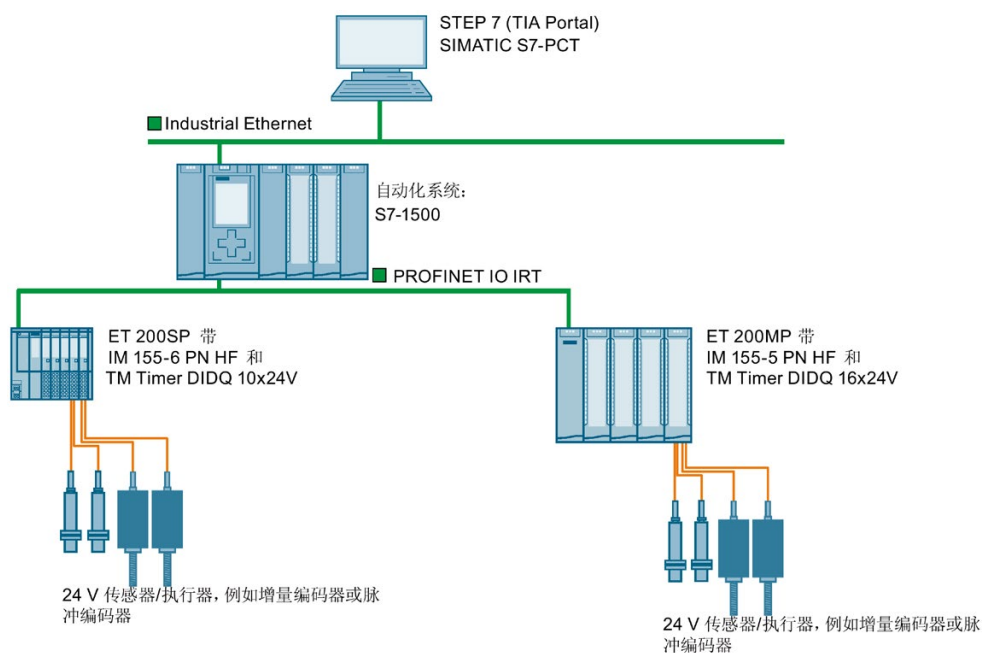 STEP 7 (TIA Portal)
SIMATIC S7-PCT
Industrial Ethernet
自动化系统:
S7-1500
PROFINET IO IRT
ET 200SP 带
IM 155-6 PN HF 和
TM Timer DIDQ 10x24V
ET 200MP 带
IM 155-5 PN HF 和
TM Timer DIDQ 16x24V
24 V 传感器/执行器，例如增量编码器或脉
冲编码器
24 V 传感器/执行器，例如增量编码器或脉
冲编码器